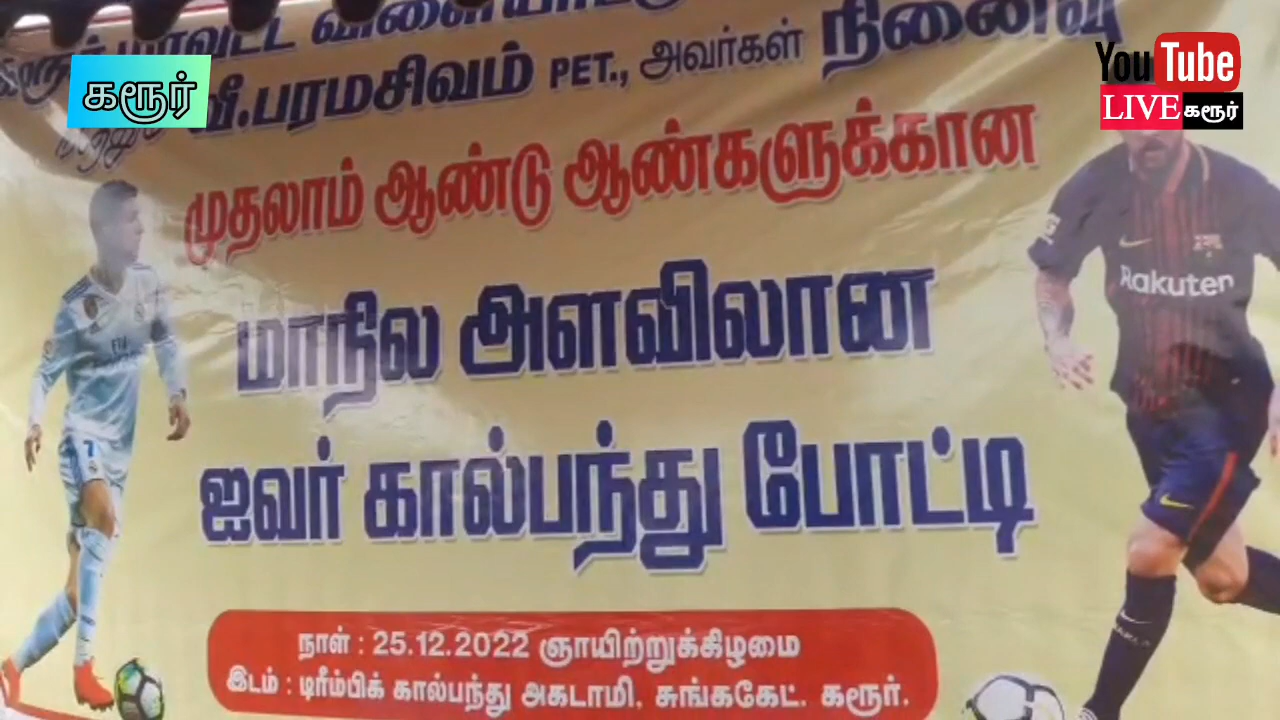 கரூர்
YouTube
LIVE கரூர்
வீ.பரமசிவம் PET., அவர்கள் நினைவு
முதலாம் ஆண்டு ஆண்களுக்கான
மாநில அளவிலான
ஐவர் கால்பந்து போட்டி
நாள் : 25.12.2022 ஞாயிற்றுக்கிழமை
இடம் : டிரீம்பிக் கால்பந்து அகடாமி, சுங்ககேட். கரூர்.
Rakuten
7